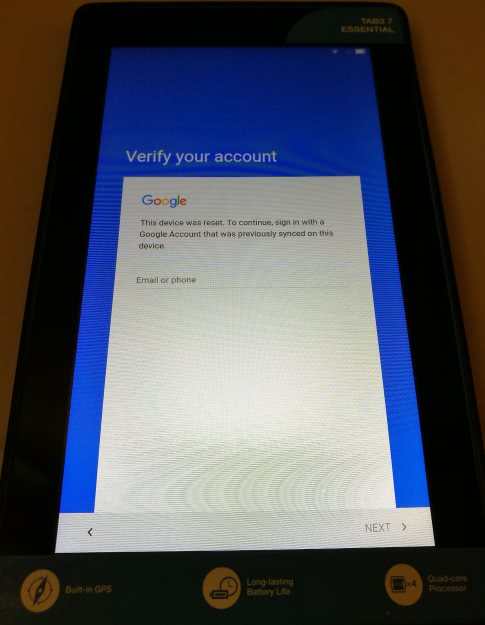 TAB3 7
ESSENTIAL
Verify your account
Google
This device was reset. To continue, sign in with a
Google Account that was previously synced on this
device.
Email or phone
NEXT
Built-in GPS
Long-lasting
Battery Life
×4
Quad-core
Processor